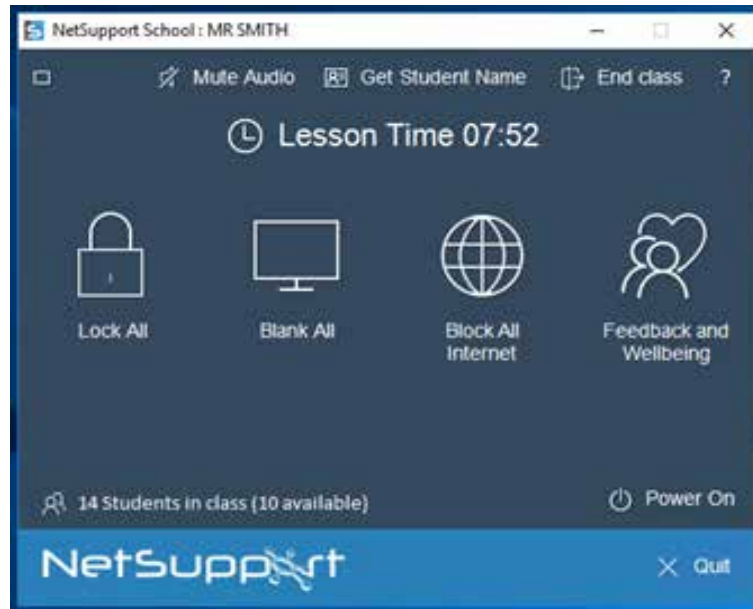 NetSupport School : MR SMITH
Mute Audio Get Student Name End class ?
Lesson Time 07:52
Lock All
Blank All
Block All
Internet
Feedback and
Wellbeing
14 Students in class (10 available)
Power On
NetSupport
Quit